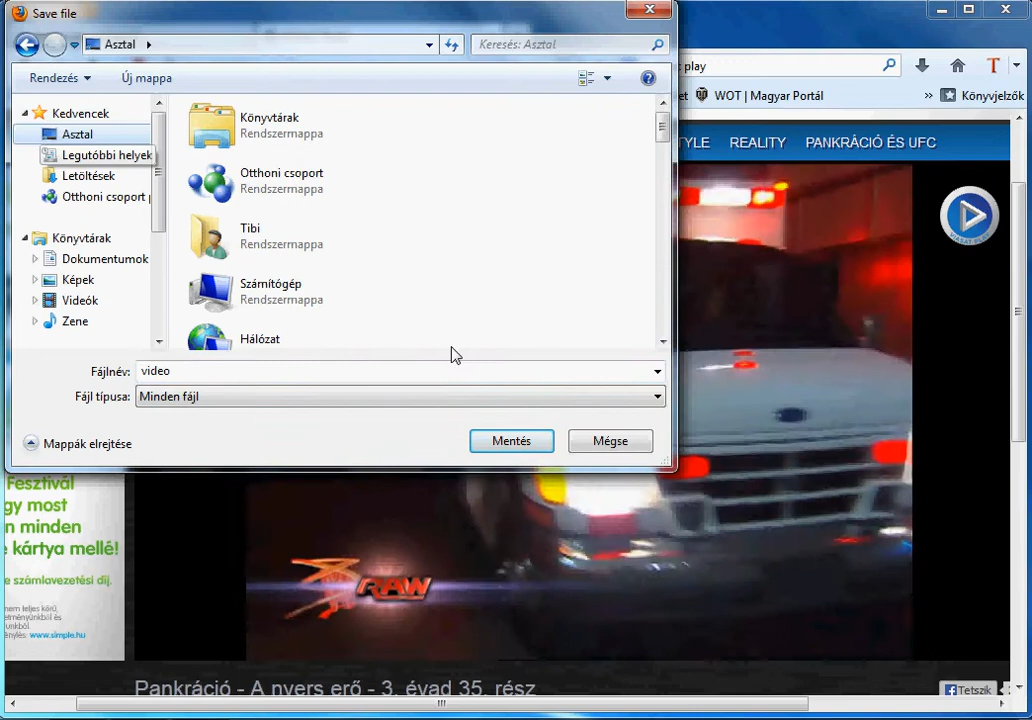 Save file
Asztal
Keresés: Asztal
Rendezés
Új mappa
Kedvencek
Asztal
Legutóbbi helyek
Letöltések
Otthoni csoport
Könyvtárak
Dokumentumok
Képek
Videók
Zene
Könyvtárak
Rendszermappa
Otthoni csoport
Rendszermappa
Tibi
Rendszermappa
Számítógép
Rendszermappa
Hálózat
Fájlnév:
video
Fájl típusa:
Minden fájl
Mappák elrejtése
Mentés
Mégse
play
T
WOT | Magyar Portál
»
Könyvjelzők
REALITY
PANKRÁCIÓ ÉS UFC
VIASAT PLAY
Fesztivál
most
minden
kártya mellé!
számlavezetési díj.
www.simple.hu
RAW
Pankráció - A nyers erő - 3. évad 35. rész
Tetszik